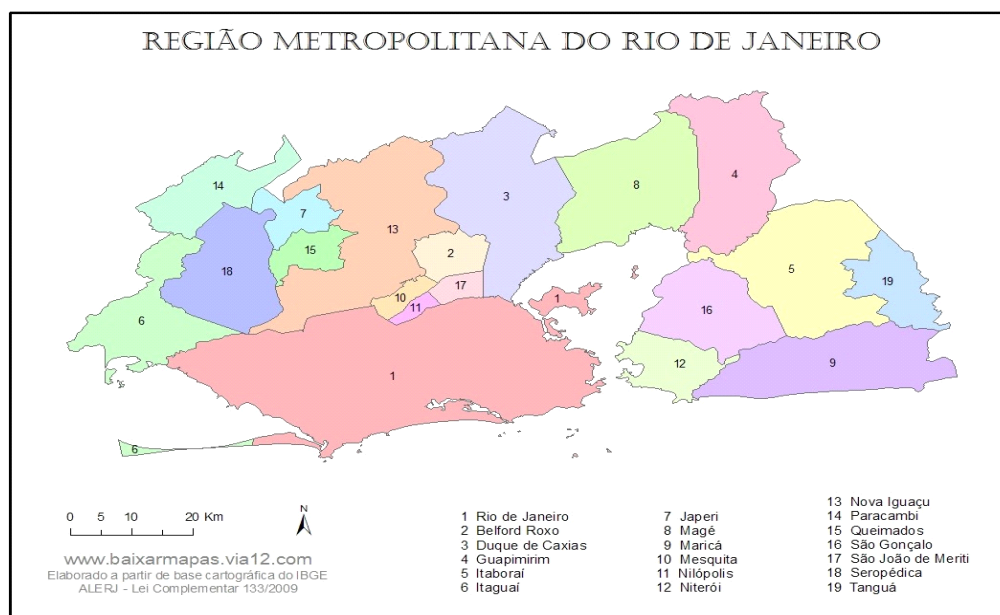 REGIÃO METROPOLITANA DO RIO DE JANEIRO
14
7
13
3
8
4
15
2
18
17
10
11
1
5
19
16
6
1
12
9
6
0 5 10 20 Km
N
www.baixarmapas.via12.com
Elaborado a partir de base cartográfica do IBGE
ALERJ - Lei Complementar 133/2009
1 Rio de Janeiro
2 Belford Roxo
3 Duque de Caxias
4 Guapimirim
5 Itaboraí
6 Itaguaí
7 Japeri
8 Magé
9 Maricá
10 Mesquita
11 Nilópolis
12 Niterói
13 Nova Iguaçu
14 Paracambi
15 Queimados
16 São Gonçalo
17 São João de Meriti
18 Seropédica
19 Tanguá